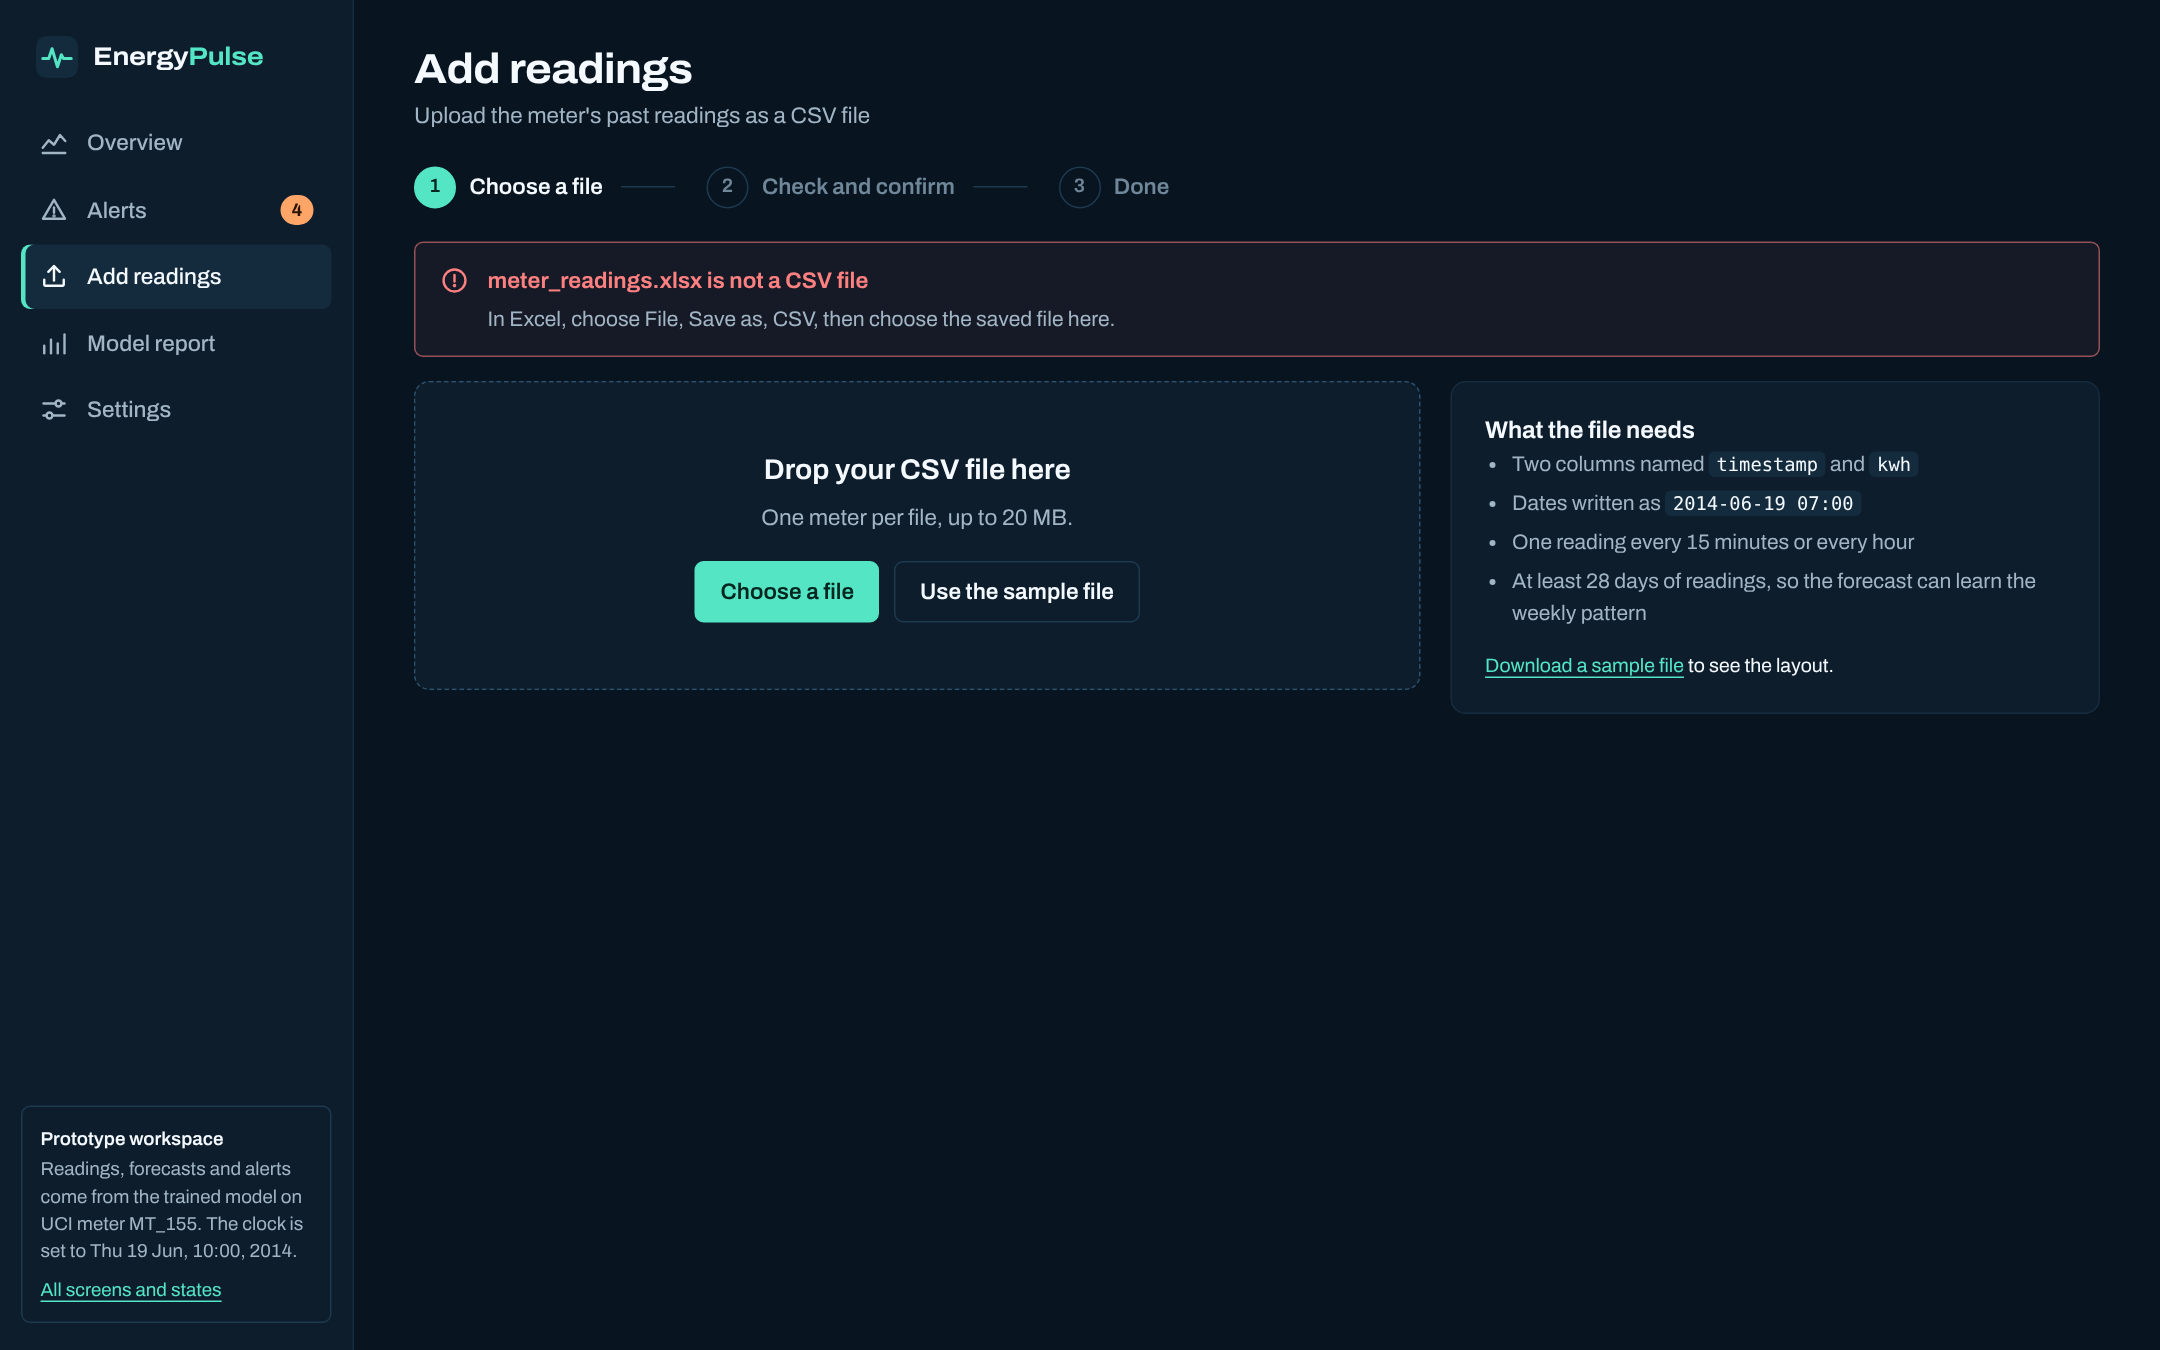 EnergyPulse
Overview
Alerts
4
Add readings
Model report
Settings
Prototype workspace
Readings, forecasts and alerts
come from the trained model on
UCI meter MT_155. The clock is
set to Thu 19 Jun, 10:00, 2014.
All screens and states
Add readings
Upload the meter's past readings as a CSV file
1 Choose a file
2 Check and confirm
3 Done
meter_readings.xlsx is not a CSV file
In Excel, choose File, Save as, CSV, then choose the saved file here.
Drop your CSV file here
One meter per file, up to 20 MB.
Choose a file
Use the sample file
What the file needs
• Two columns named timestamp and kwh
• Dates written as 2014-06-19 07:00
• One reading every 15 minutes or every hour
• At least 28 days of readings, so the forecast can learn the
weekly pattern
Download a sample file to see the layout.